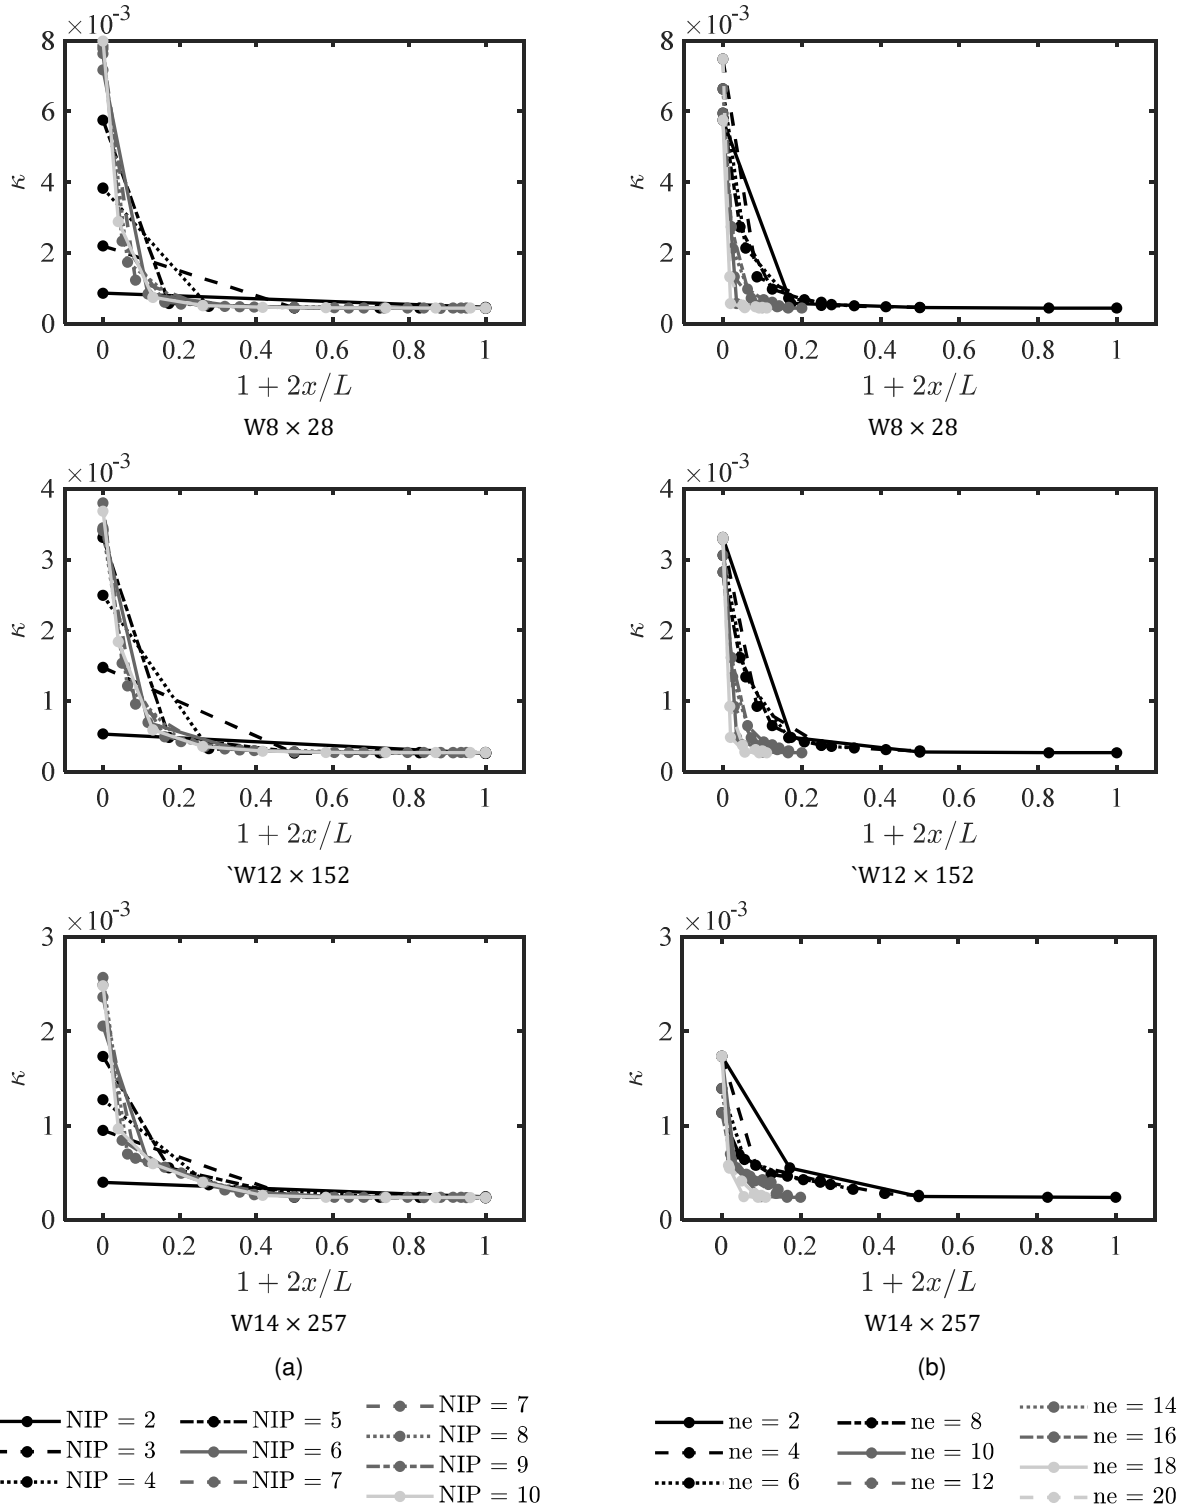 ×10-3
8
6
4
2
0
κ
0 0.2 0.4 0.6 0.8 1
1 + 2x/L
W8 × 28
×10-3
8
6
4
2
0
κ
0 0.2 0.4 0.6 0.8 1
1 + 2x/L
W8 × 28
×10-3
4
3
2
1
0
κ
0 0.2 0.4 0.6 0.8 1
1 + 2x/L
`W12 × 152
×10-3
4
3
2
1
0
κ
0 0.2 0.4 0.6 0.8 1
1 + 2x/L
`W12 × 152
×10-3
3
2
1
0
κ
0 0.2 0.4 0.6 0.8 1
1 + 2x/L
W14 × 257
(a)
×10-3
3
2
1
0
κ
0 0.2 0.4 0.6 0.8 1
1 + 2x/L
W14 × 257
(b)
NIP = 2
NIP = 3
NIP = 4
NIP = 5
NIP = 6
NIP = 7
NIP = 7
NIP = 8
NIP = 9
NIP = 10
ne = 2
ne = 4
ne = 6
ne = 8
ne = 10
ne = 12
ne = 14
ne = 16
ne = 18
ne = 20